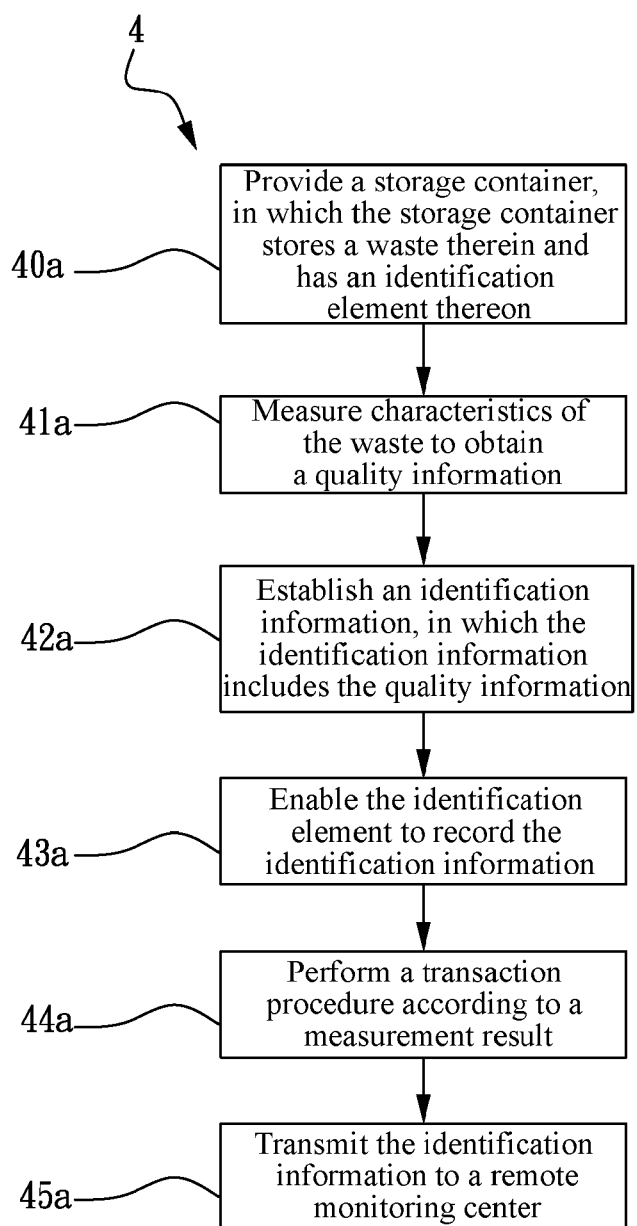 4
40a
Provide a storage container,
in which the storage container
stores a waste therein and
has an identification
element thereon
41a
Measure characteristics of
the waste to obtain
a quality information
42a
Establish an identification
information, in which the
identification information
includes the quality information
43a
Enable the identification
element to record the
identification information
44a
Perform a transaction
procedure according to a
measurement result
45a
Transmit the identification
information to a remote
monitoring center